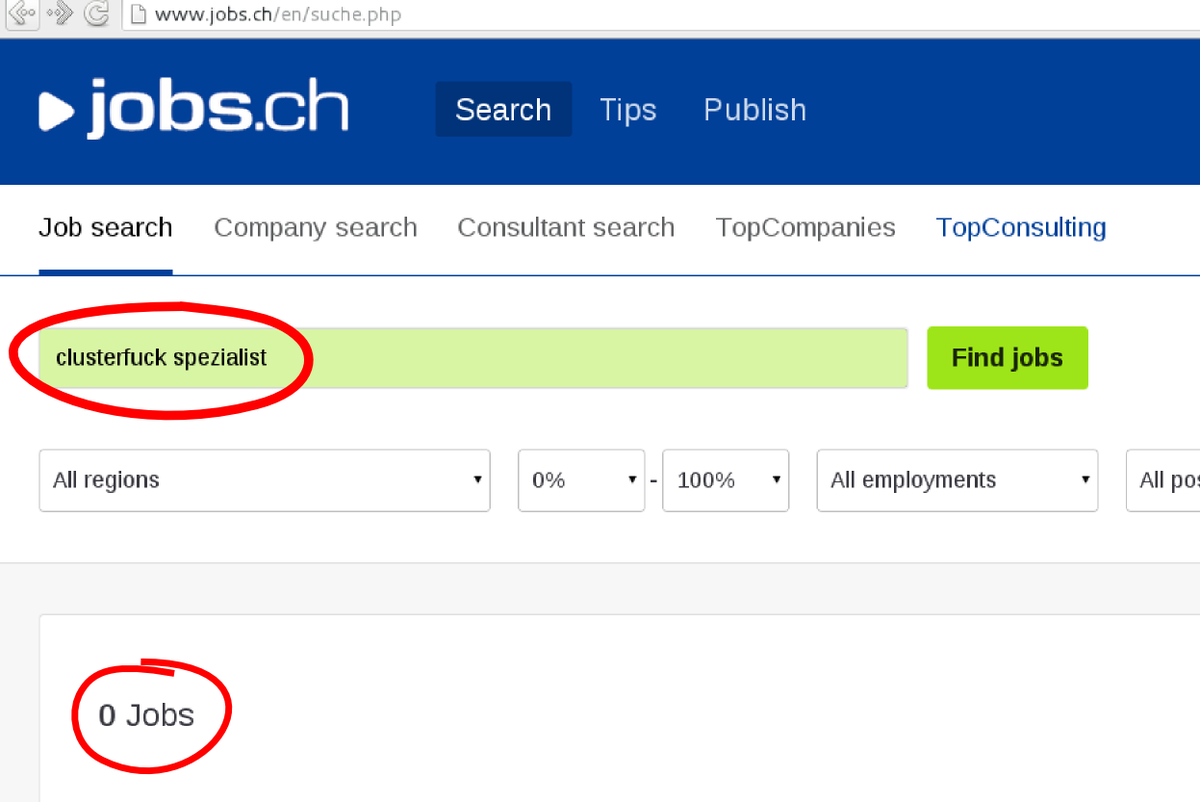 www.jobs.ch/en/suche.php
jobs.ch Search Tips Publish
Job search Company search Consultant search TopCompanies TopConsulting
clusterfuck spezialist Find jobs
All regions 0% - 100% All employments All pos
0 Jobs